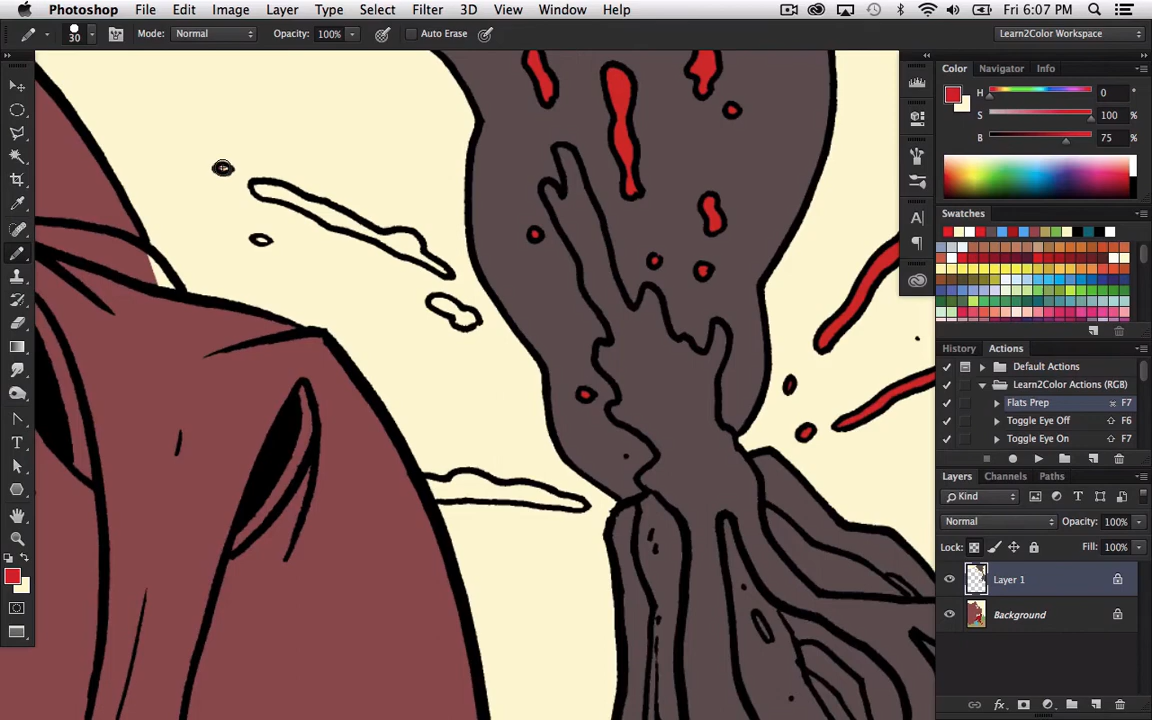 Photoshop File Edit Image Layer Type Select Filter 3D View Window Help Fri 6:07 PM
30 Mode: Normal Opacity: 100% Auto Erase Learn2Color Workspace
Color Navigator Info
H 0 °
S 100 %
B 75 %
A
Swatches
History Actions
Default Actions
Learn2Color Actions (RGB)
Flats Prep F7
Toggle Eye Off F6
Toggle Eye On F7
Layers Channels Paths
Kind
Normal Opacity: 100%
Lock: Fill: 100%
Layer 1
Background
fx